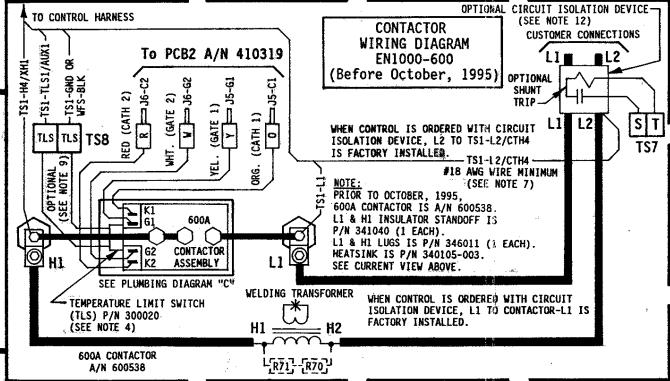 TO CONTROL HARNESS
OPTIONAL CIRCUIT ISOLATION DEVICE
(SEE NOTE 12)
CUSTOMER CONNECTIONS
CONTACTOR
WIRING DIAGRAM
EN1000-600
(Before October, 1995)
To PCB2 A/N 410319
L1
L2
OPTIONAL
SHUNT
TRIP
L1
L2
S
T
TS7
TS1-H4/XH1
TS1-TLS1/AUX1
TS1-GND OR
WFS-BLK
TLS
TLS
TS8
RED (CATH 2)
R
J6-C2
WHT. (GATE 2)
W
J6-G2
YEL. (GATE 1)
Y
J5-G1
ORG. (CATH 1)
O
J5-C1
WHEN CONTROL IS ORDERED WITH CIRCUIT
ISOLATION DEVICE, L2 TO TS1-L2/CTH4
IS FACTORY INSTALLED.
TS1-L2/CTH4
#18 AWG WIRE MINIMUM
(SEE NOTE 7)
OPTIONAL
(SEE NOTE 9)
TS1-L1
NOTE:
PRIOR TO OCTOBER, 1995,
600A CONTACTOR IS A/N 600538.
L1 & H1 INSULATOR STANDOFF IS
P/N 341040 (1 EACH).
L1 & H1 LUGS IS P/N 346011 (1 EACH).
HEATSINK IS P/N 340105-003.
SEE CURRENT VIEW ABOVE.
K1
G1
600A
G2
K2
CONTACTOR
ASSEMBLY
H1
L1
SEE PLUMBING DIAGRAM "C"
TEMPERATURE LIMIT SWITCH
(TLS) P/N 300020
(SEE NOTE 4)
WELDING TRANSFORMER
H1
H2
R71
R70
WHEN CONTROL IS ORDERED WITH CIRCUIT
ISOLATION DEVICE, L1 TO CONTACTOR-L1 IS
FACTORY INSTALLED.
600A CONTACTOR
A/N 600538